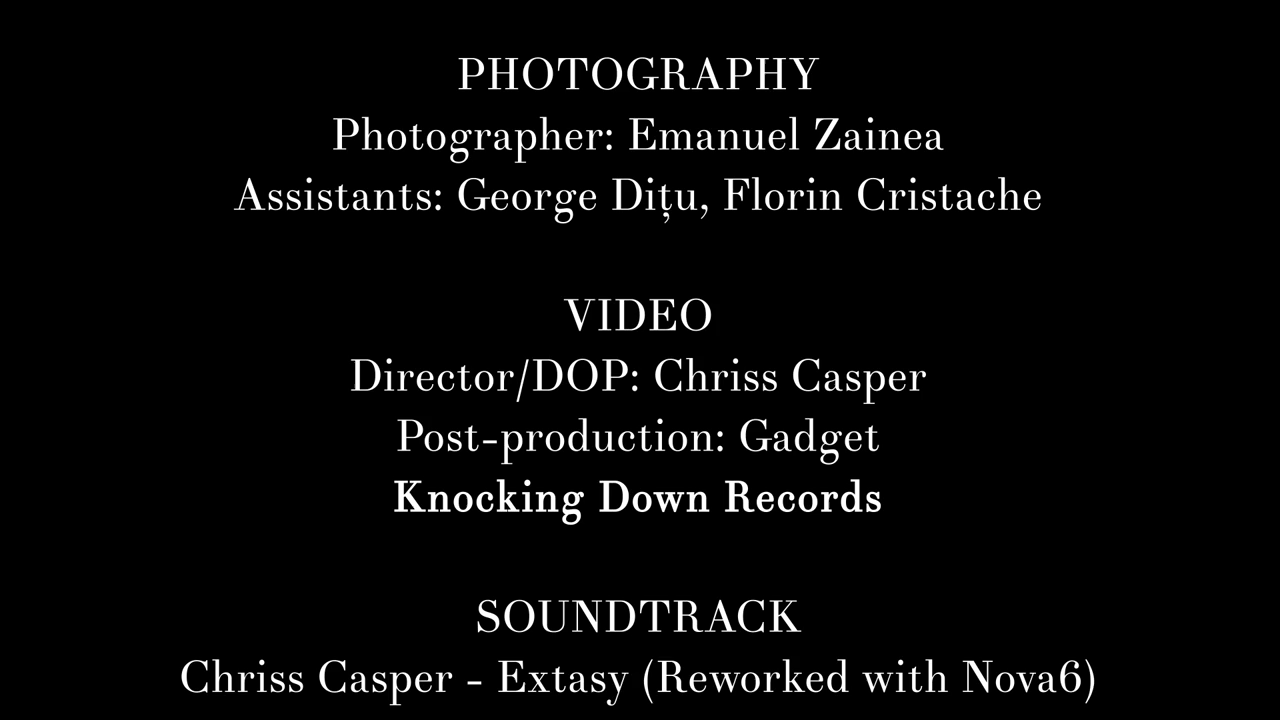 PHOTOGRAPHY
Photographer: Emanuel Zainea
Assistants: George Dițu, Florin Cristache
VIDEO
Director/DOP: Chriss Casper
Post-production: Gadget
Knocking Down Records
SOUNDTRACK
Chriss Casper - Extasy (Reworked with Nova6)